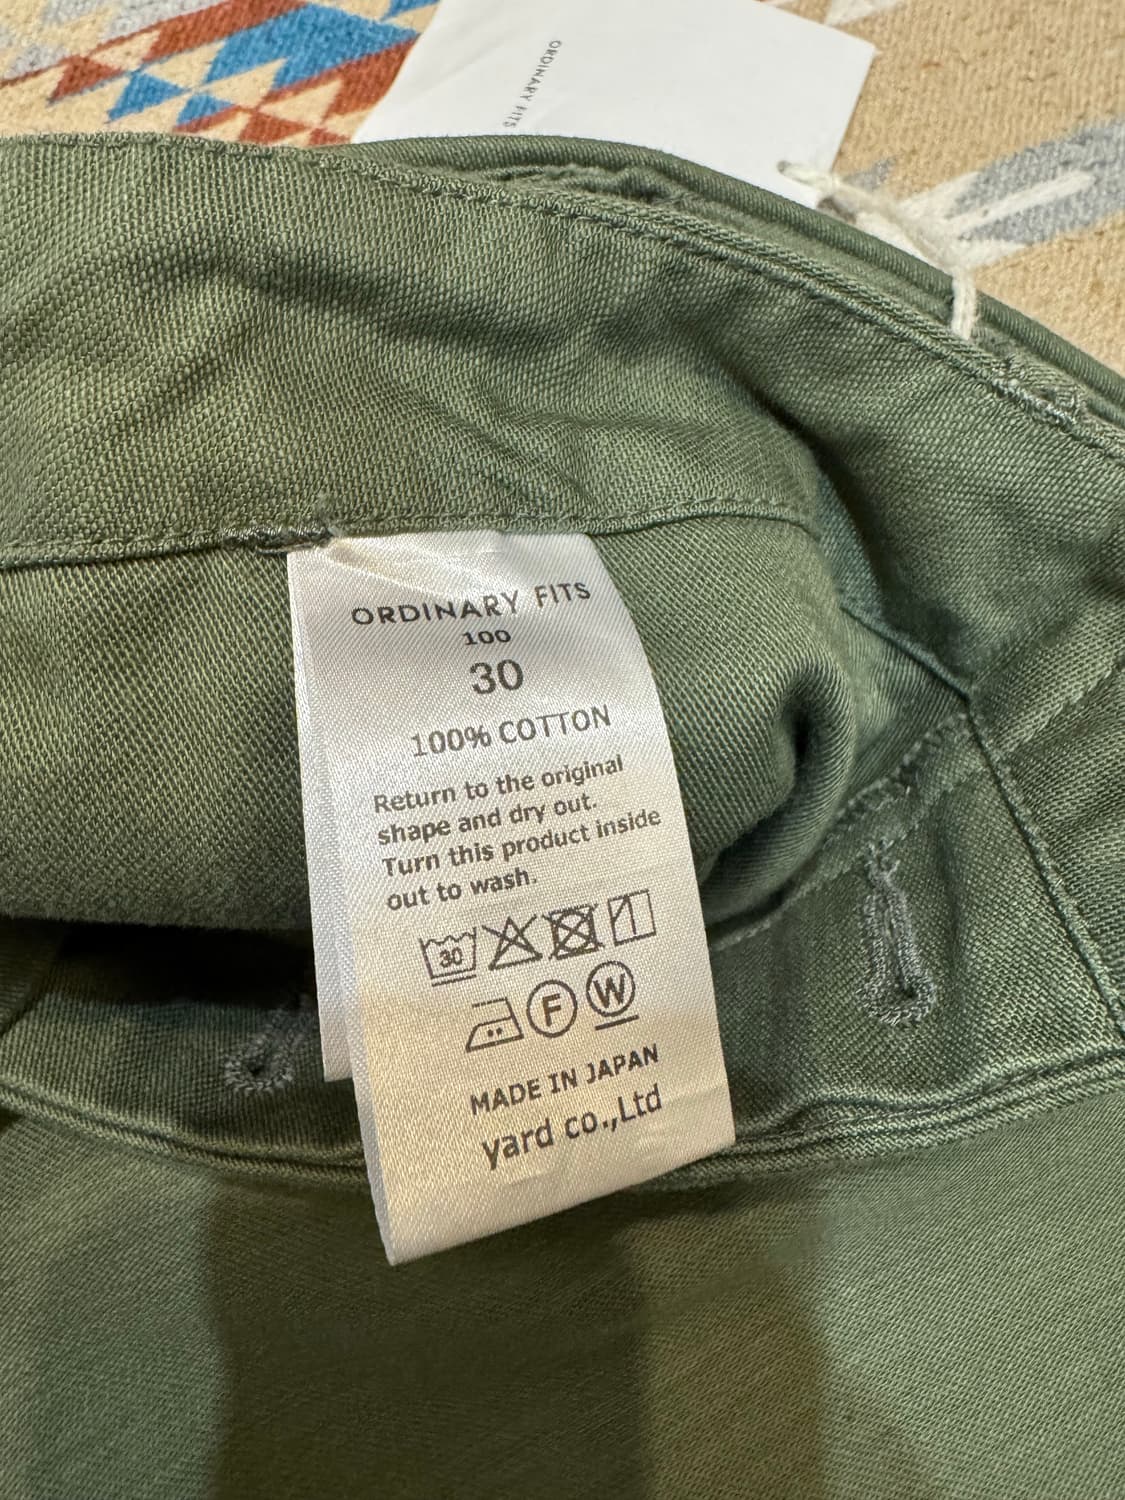 ORDINARY FITS
ORDINARY FITS
100
30
100% COTTON
Return to the original
shape and dry out.
Turn this product inside
out to wash.
30
F W
MADE IN JAPAN
yard co.,Ltd